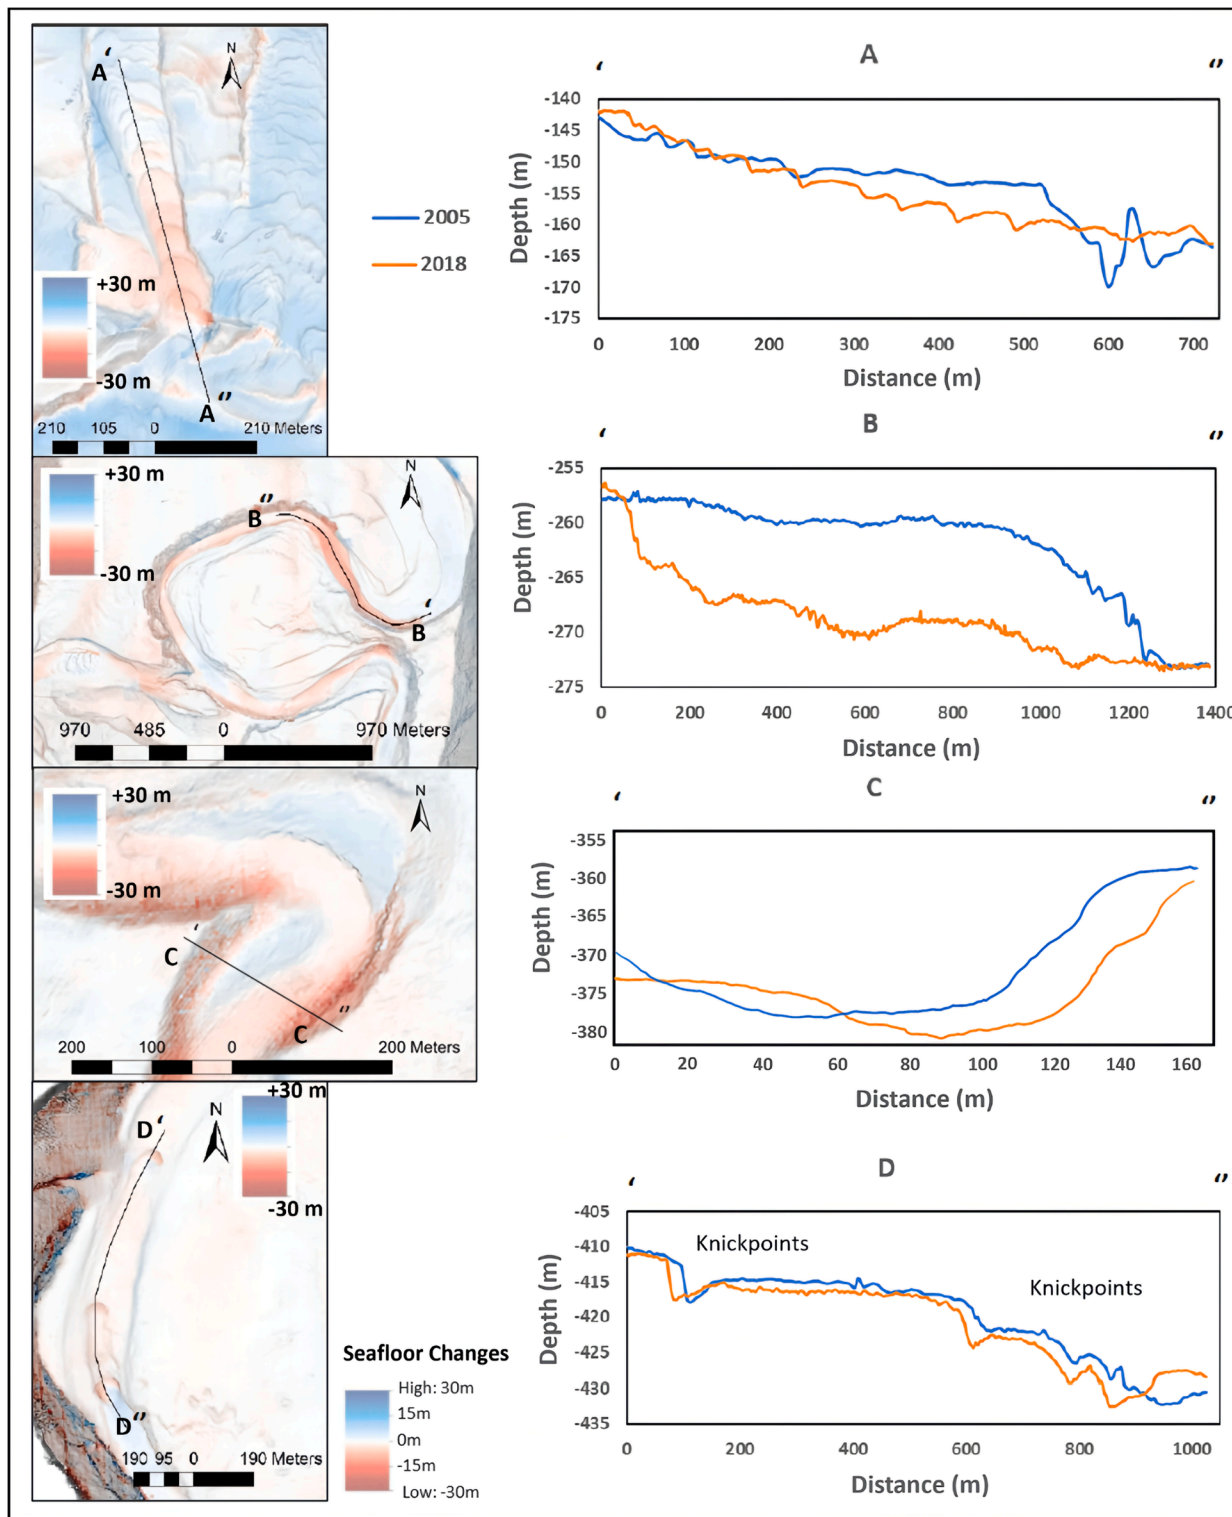 A
‘ ‘’
N
A‘
A‘’
+30 m
-30 m
210 105 0 210 Meters
2005
2018
Depth (m)
-140
-145
-150
-155
-160
-165
-170
-175
0 100 200 300 400 500 600 700
Distance (m)
B
‘ ‘’
N
+30 m
-30 m
B‘’
‘
B
970 485 0 970 Meters
Depth (m)
-255
-260
-265
-270
-275
0 200 400 600 800 1000 1200 1400
Distance (m)
C
‘ ‘’
N
+30 m
-30 m
‘
C
‘’
C
200 100 0 200 Meters
Depth (m)
-355
-360
-365
-370
-375
-380
0 20 40 60 80 100 120 140 160
Distance (m)
D
‘ ‘’
+30 m
N
-30 m
D‘
D‘’
190 95 0 190 Meters
Seafloor Changes
High: 30m
15m
0m
-15m
Low: -30m
Depth (m)
-405
-410
-415
-420
-425
-430
-435
Knickpoints
Knickpoints
0 200 400 600 800 1000
Distance (m)